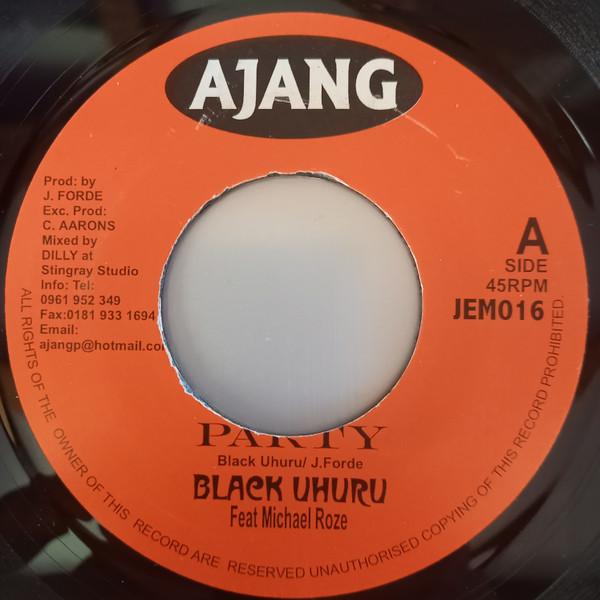 AJANG
Prod: by
J. FORDE
Exc. Prod:
C. AARONS
Mixed by
DILLY at
Stingray Studio
Info: Tel:
0961 952 349
Fax:0181 933 1694
Email:
ajangp@hotmail.co
A
SIDE
45RPM
JEM016
PARTY
Black Uhuru/ J.Forde
BLACK UHURU
Feat Michael Roze
ALL RIGHTS OF THE OWNER OF THIS RECORD ARE RESERVED UNAUTHORISED COPYING OF THIS RECORD PROHIBITED.